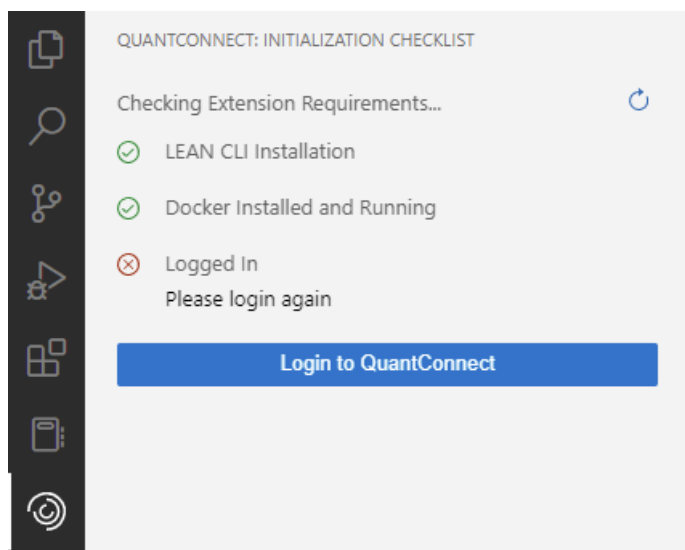 QUANTCONNECT: INITIALIZATION CHECKLIST
Checking Extension Requirements...
LEAN CLI Installation
Docker Installed and Running
Logged In
Please login again
Login to QuantConnect